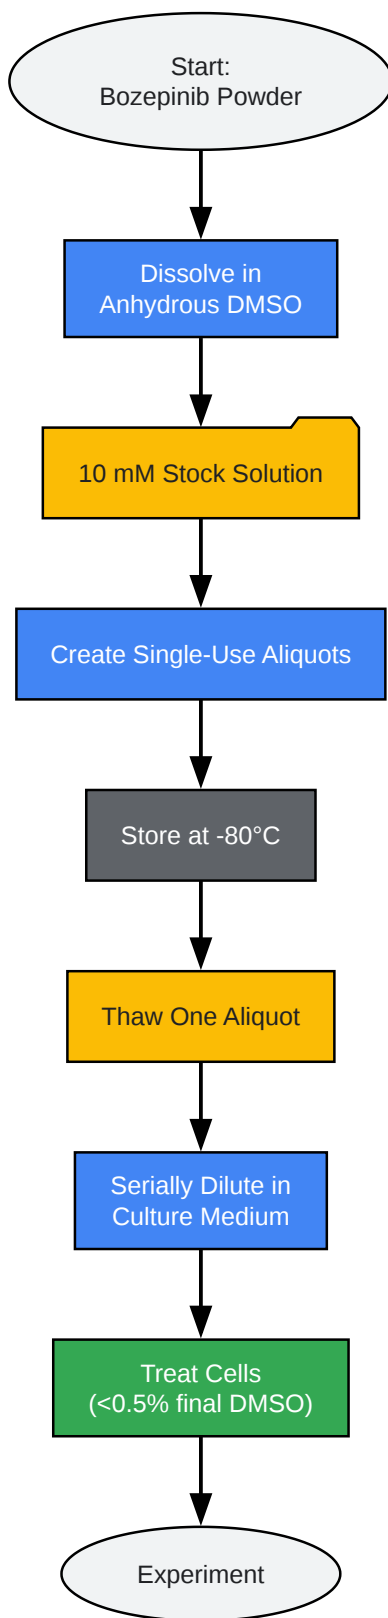 Start:
Bozepinib Powder
Dissolve in
Anhydrous DMSO
10 mM Stock Solution
Create Single-Use Aliquots
Store at -80°C
Thaw One Aliquot
Serially Dilute in
Culture Medium
Treat Cells
(<0.5% final DMSO)
Experiment